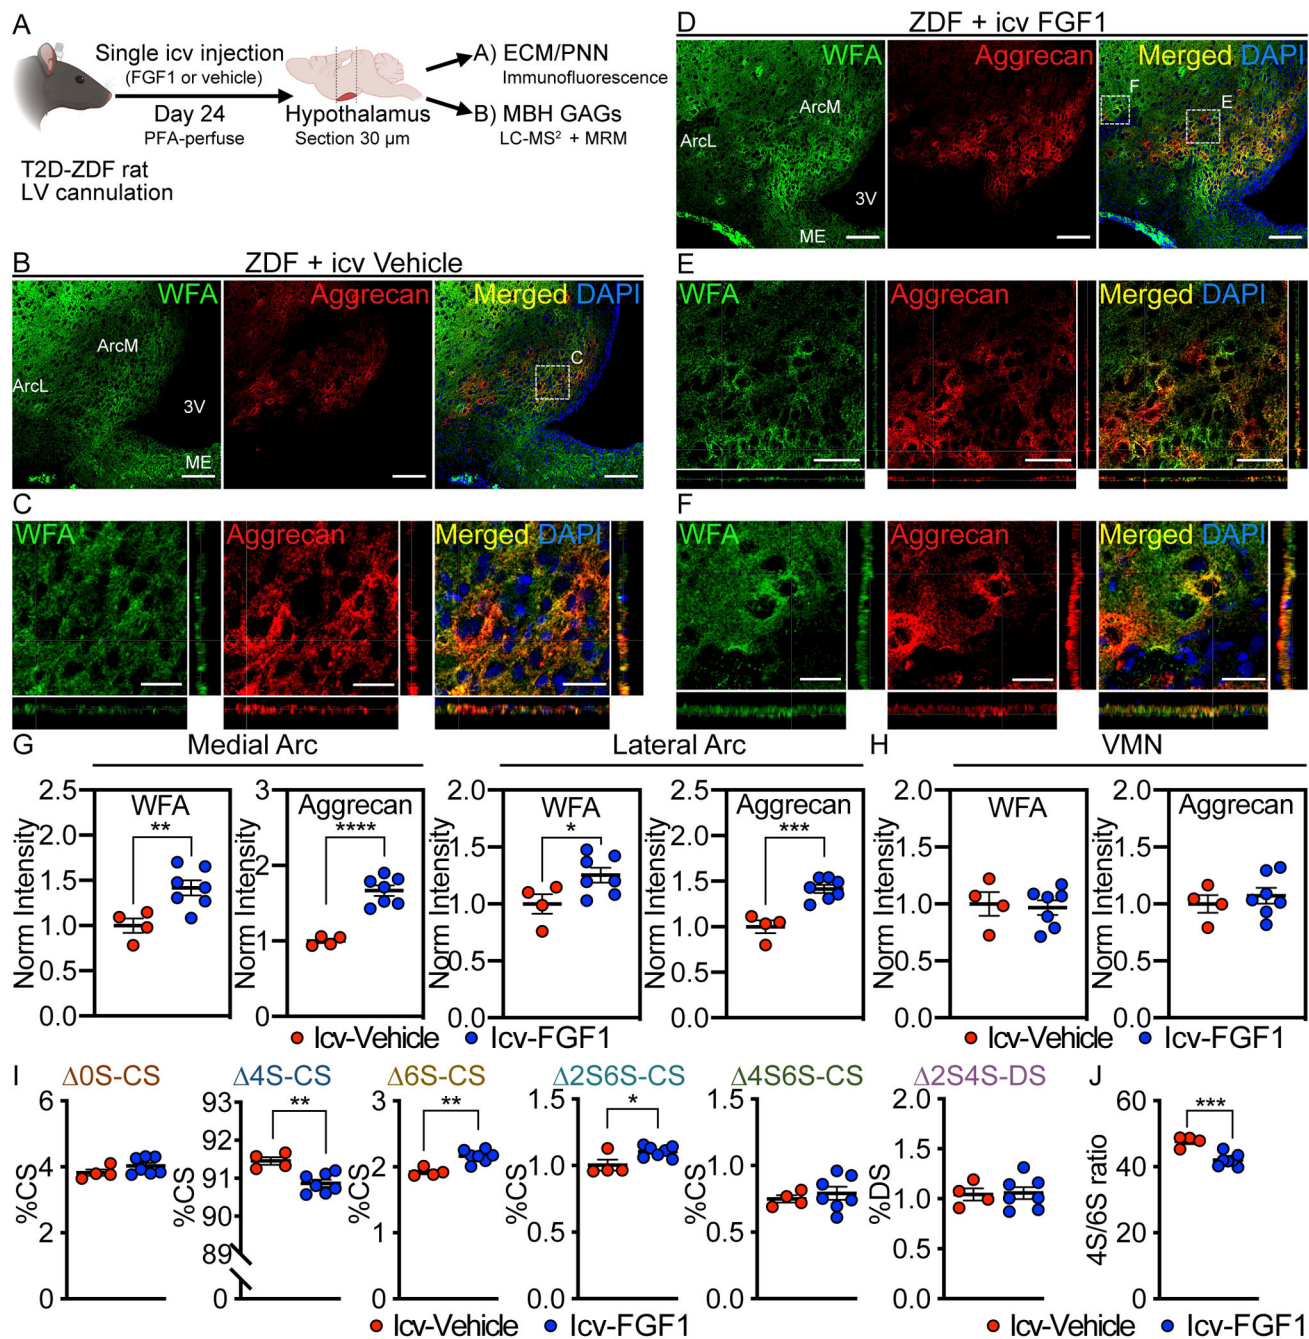 A
Single icv injection
(FGF1 or vehicle)
Day 24
PFA-perfuse
T2D-ZDF rat
LV cannulation
Hypothalamus
Section 30 µm
A) ECM/PNN
Immunofluorescence
B) MBH GAGs
LC-MS² + MRM
B
ZDF + icv Vehicle
WFA
ArcM
ArcL
3V
ME
Aggrecan
Merged DAPI
C
C
WFA
Aggrecan
Merged DAPI
D
ZDF + icv FGF1
WFA
ArcM
ArcL
3V
ME
Aggrecan
Merged DAPI
F
E
E
WFA
Aggrecan
Merged DAPI
F
WFA
Aggrecan
Merged DAPI
G
Medial Arc
Norm Intensity
2.5
2.0
1.5
1.0
0.5
0.0
WFA
**
Norm Intensity
3
2
1
0
Aggrecan
****
Lateral Arc
Norm Intensity
2.0
1.5
1.0
0.5
0.0
WFA
*
Norm Intensity
2.5
2.0
1.5
1.0
0.5
0.0
Aggrecan
***
Icv-Vehicle
Icv-FGF1
H
VMN
Norm Intensity
2.0
1.5
1.0
0.5
0.0
WFA
Norm Intensity
2.0
1.5
1.0
0.5
0.0
Aggrecan
Icv-Vehicle
Icv-FGF1
I
Δ0S-CS
%CS
6
4
2
0
Δ4S-CS
%CS
93
92
91
90
89
0
**
Δ6S-CS
%CS
3
2
1
0
**
Δ2S6S-CS
%CS
1.5
1.0
0.5
0.0
*
Δ4S6S-CS
%CS
1.5
1.0
0.5
0.0
Δ2S4S-DS
%DS
2.0
1.5
1.0
0.5
0.0
Icv-Vehicle
Icv-FGF1
J
4S/6S ratio
60
40
20
0
***
Icv-Vehicle
Icv-FGF1